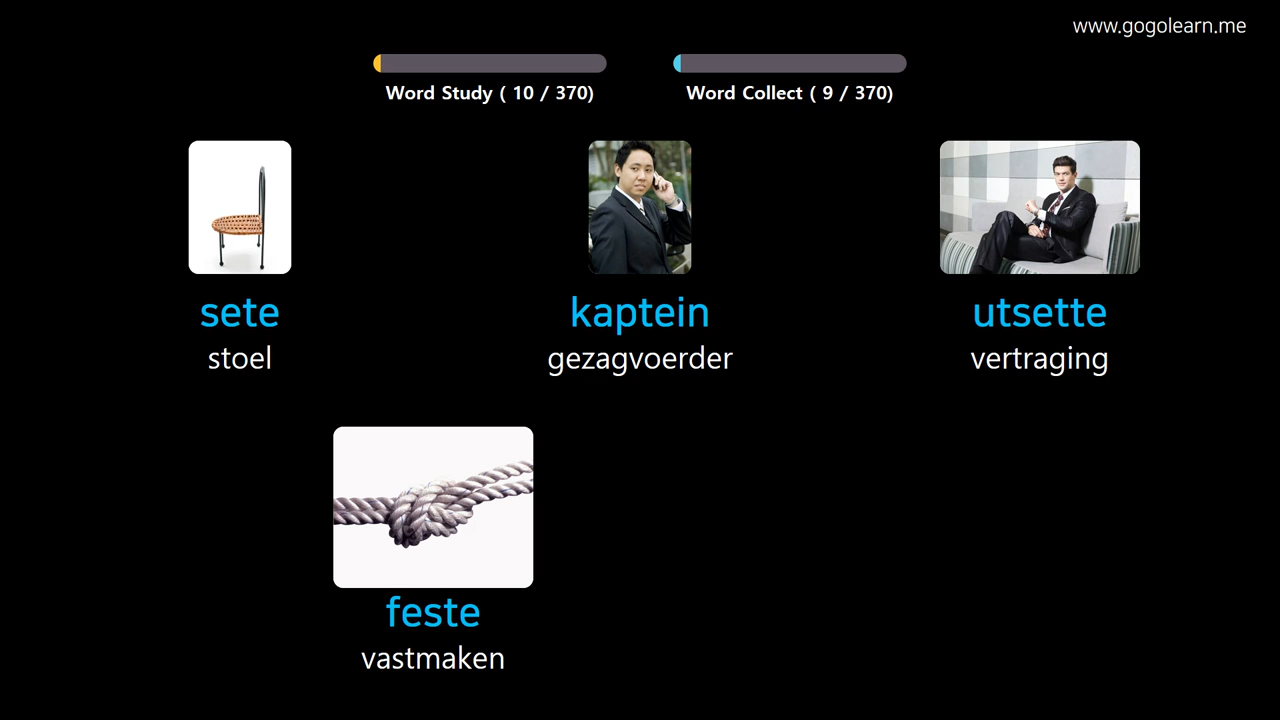 www.gogolearn.me
Word Study ( 10 / 370)
Word Collect ( 9 / 370)
sete
kaptein
utsette
stoel
gezagvoerder
vertraging
feste
vastmaken